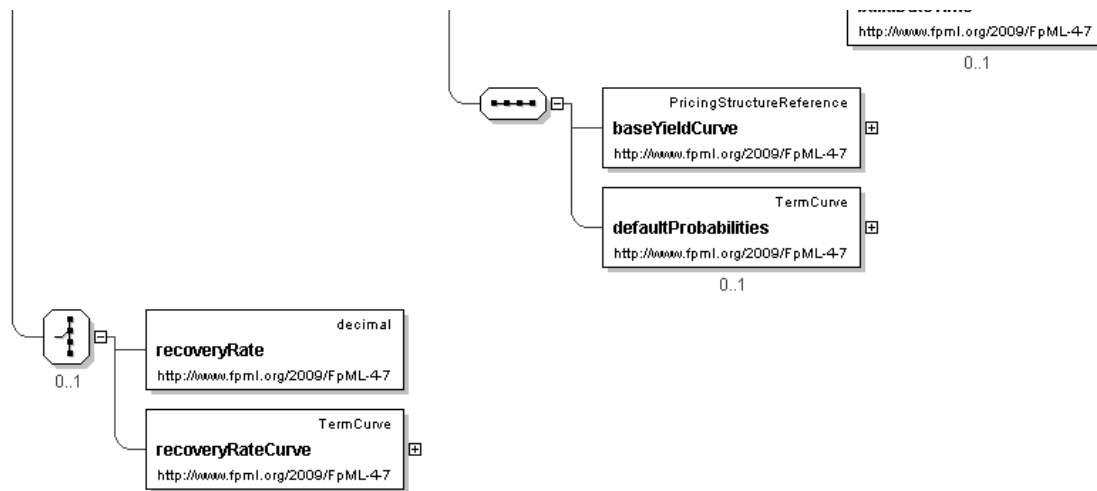 http://www.fpml.org/2009/FpML-4-7
0..1
PricingStructureReference
baseYieldCurve
http://www.fpml.org/2009/FpML-4-7
TermCurve
defaultProbabilities
http://www.fpml.org/2009/FpML-4-7
0..1
decimal
recoveryRate
http://www.fpml.org/2009/FpML-4-7
0..1
TermCurve
recoveryRateCurve
http://www.fpml.org/2009/FpML-4-7